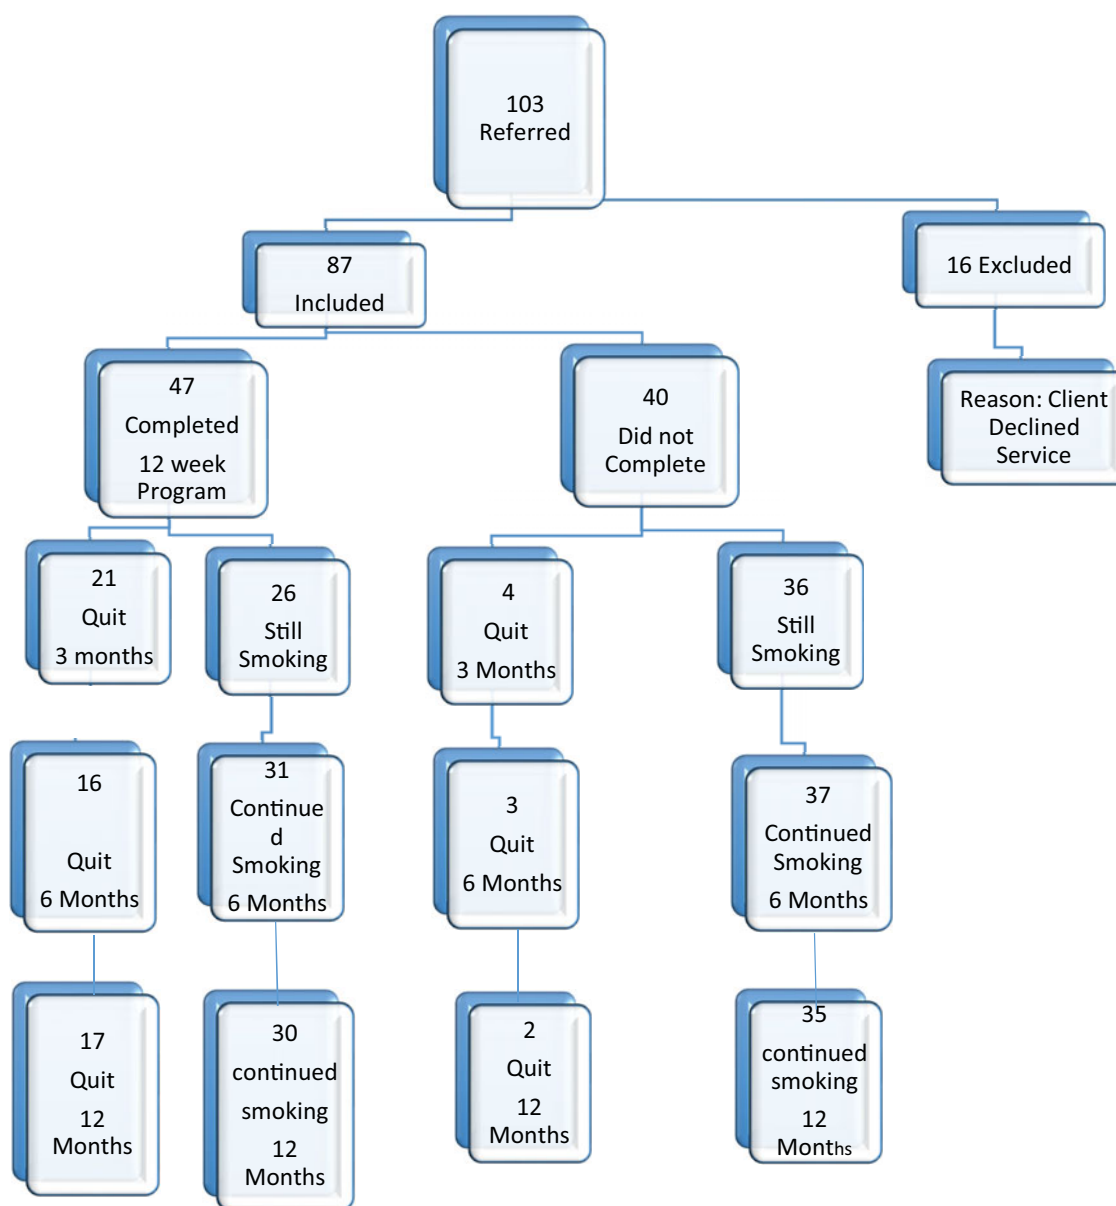 103
Referred
87
Included
16 Excluded
47
Completed
12 week
Program
40
Did not
Complete
Reason: Client
Declined
Service
21
Quit
3 months
26
Still
Smoking
4
Quit
3 Months
36
Still
Smoking
16
Quit
6 Months
31
Continue
d
Smoking
6 Months
3
Quit
6 Months
37
Continued
Smoking
6 Months
17
Quit
12
Months
30
continued
smoking
12
Months
2
Quit
12
Months
35
continued
smoking
12
Months